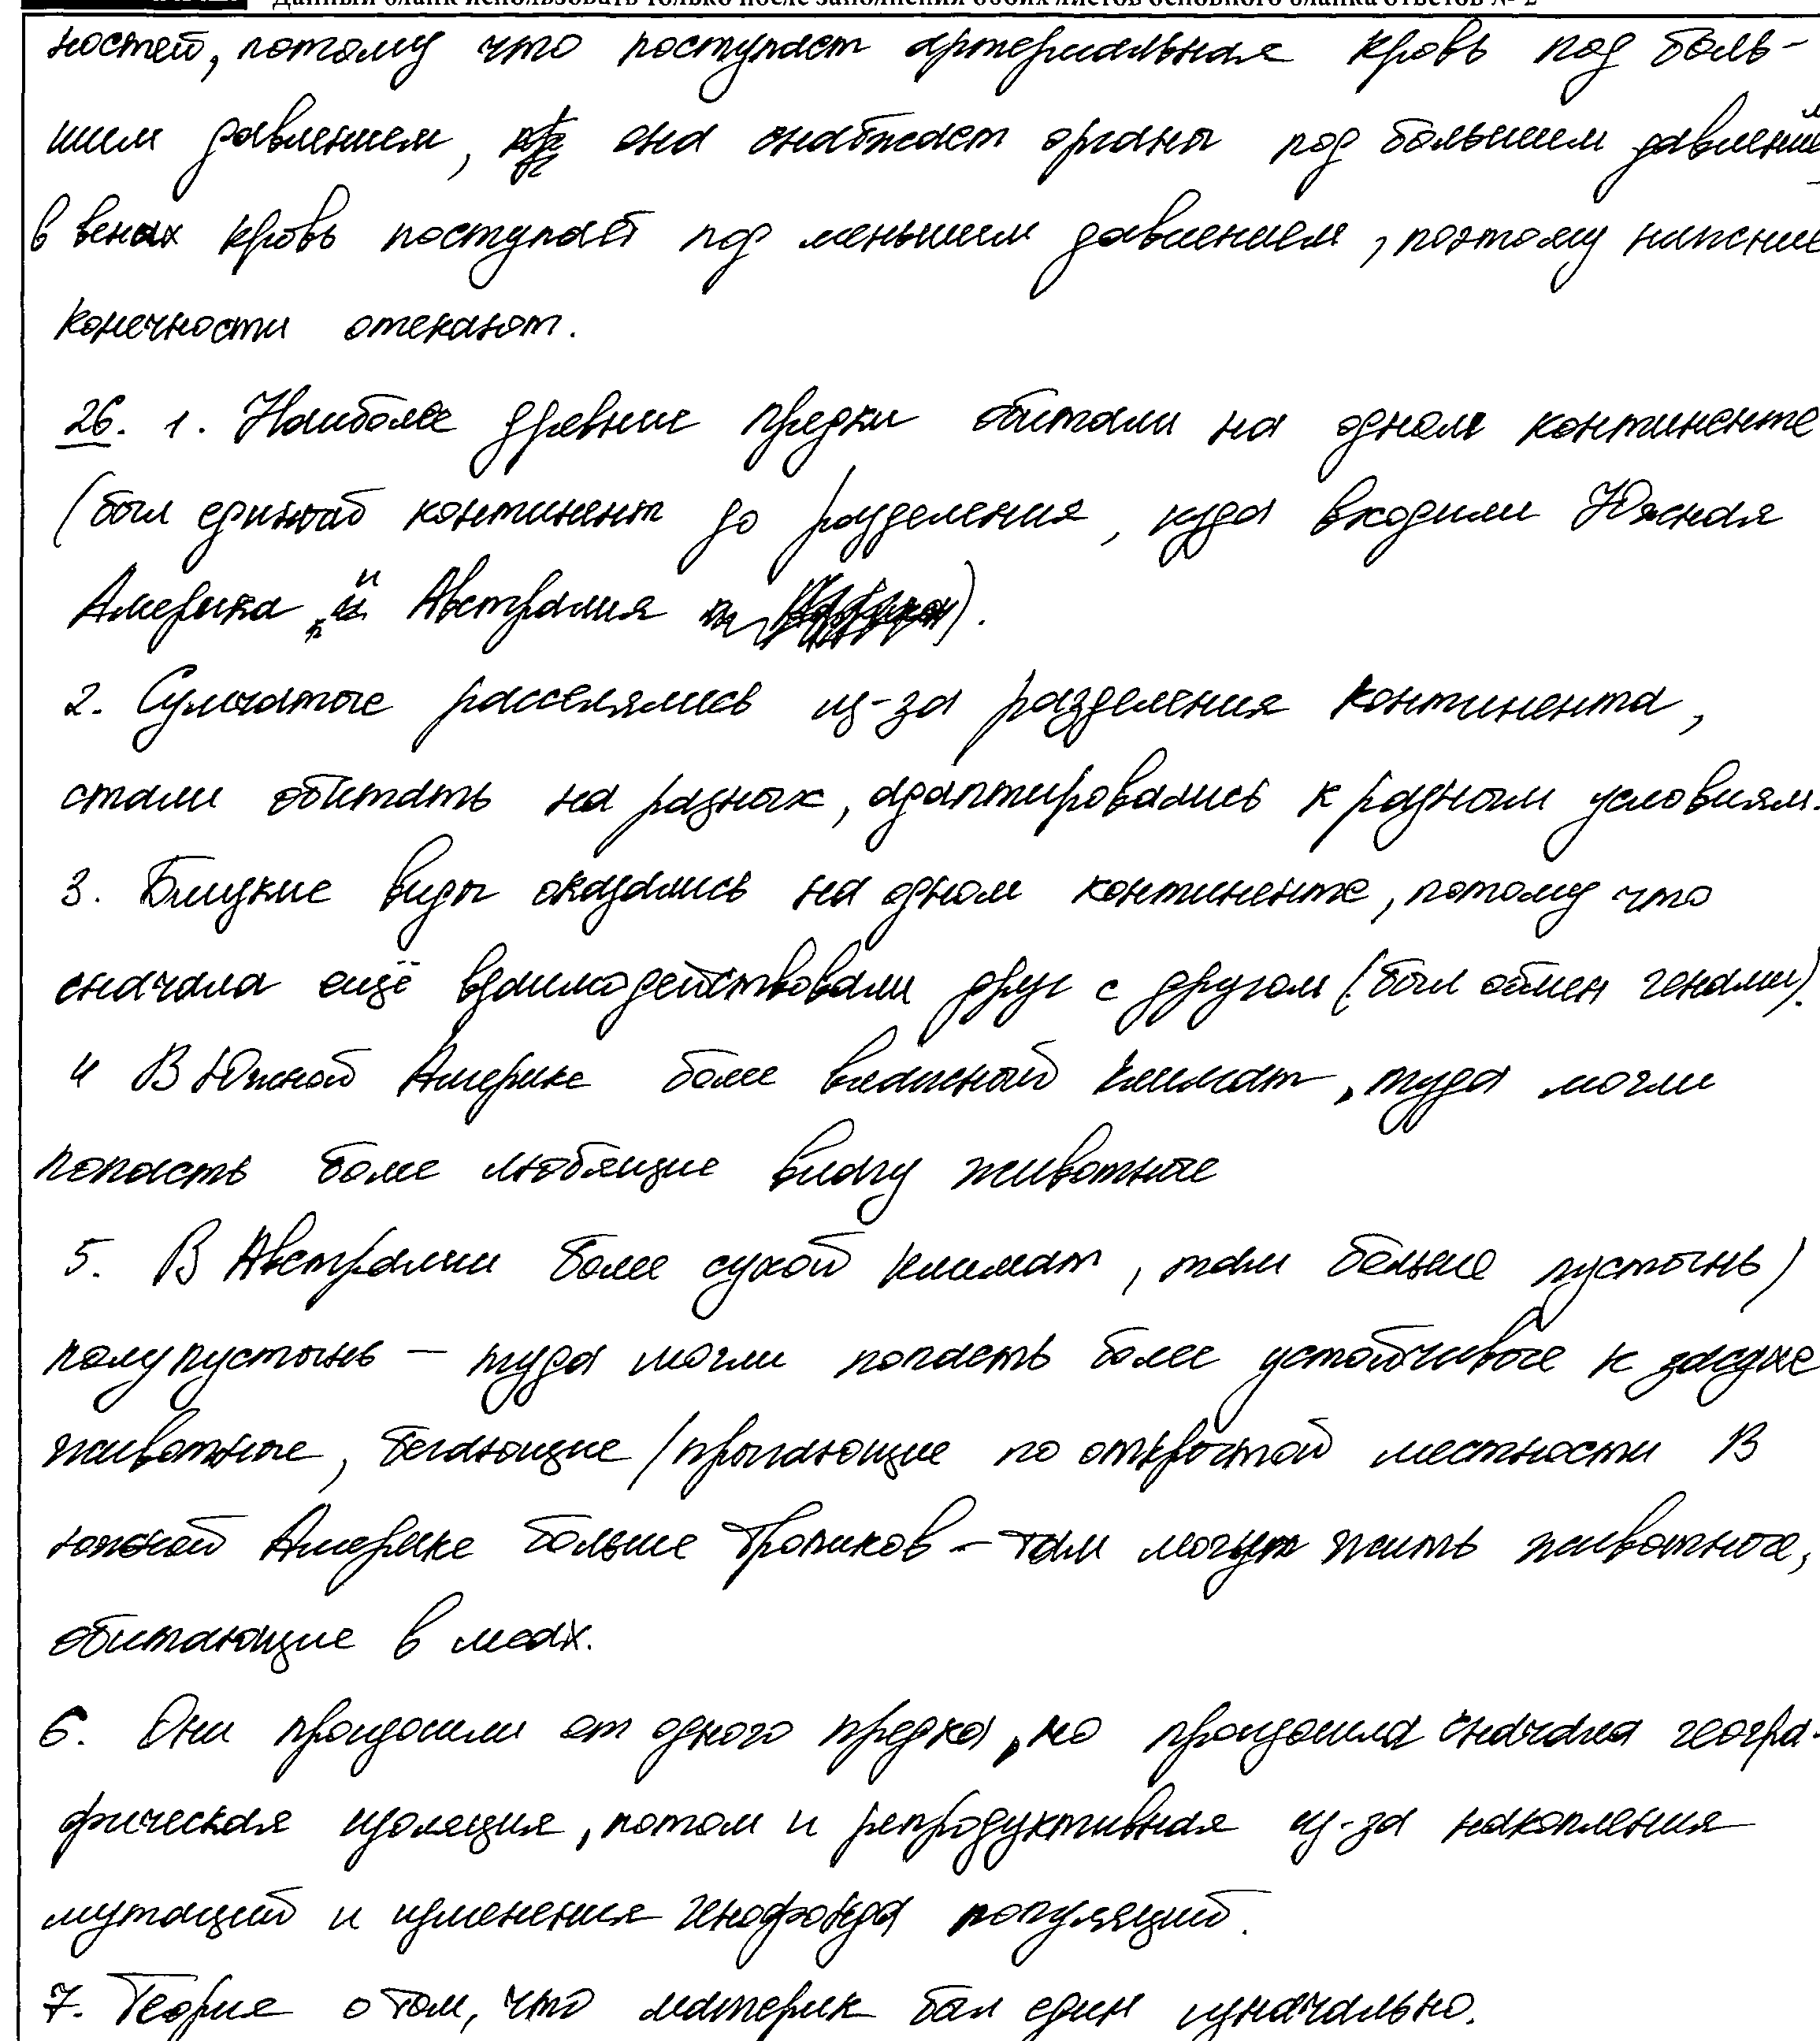 Данный бланк использовать только после заполнения обоих листов основного бланка ответов № 2
ностей, потому что поступает артериальная кровь под боль-
шим давлением, она снабжает органы под большим давлением
в венах кровь поступает под меньшим давлением, поэтому нижние
конечности отекают.
26. 1. Наиболее древние предки обитали на одном континенте
(был единый континент до разделения, куда входили Южная
Америка и Австралия).
2. Сумчатые расселялись из-за разделения континента,
стали обитать на разных, адаптировались к разным условиям.
3. Близкие виды оказались на одном континенте, потому что
сначала ещё взаимодействовали друг с другом (был обмен генами).
4 В Южной Америке более влажный климат, туда могли
попасть более любящие влагу животные
5. В Австралии более сухой климат, там больше пустынь)
полупустынь – туда могли попасть более устойчивые к засухе
животные, бегающие/прыгающие по открытой местности В
южной Америке больше тропиков – там могут жить животные,
обитающие в лесах.
6. Они произошли от одного предка, но произошла сначала геогра-
фическая изоляция, потом и репродуктивная из-за накопления
мутаций и изменения генофонда популяций.
7. Теория о том, что материк был един изначально.